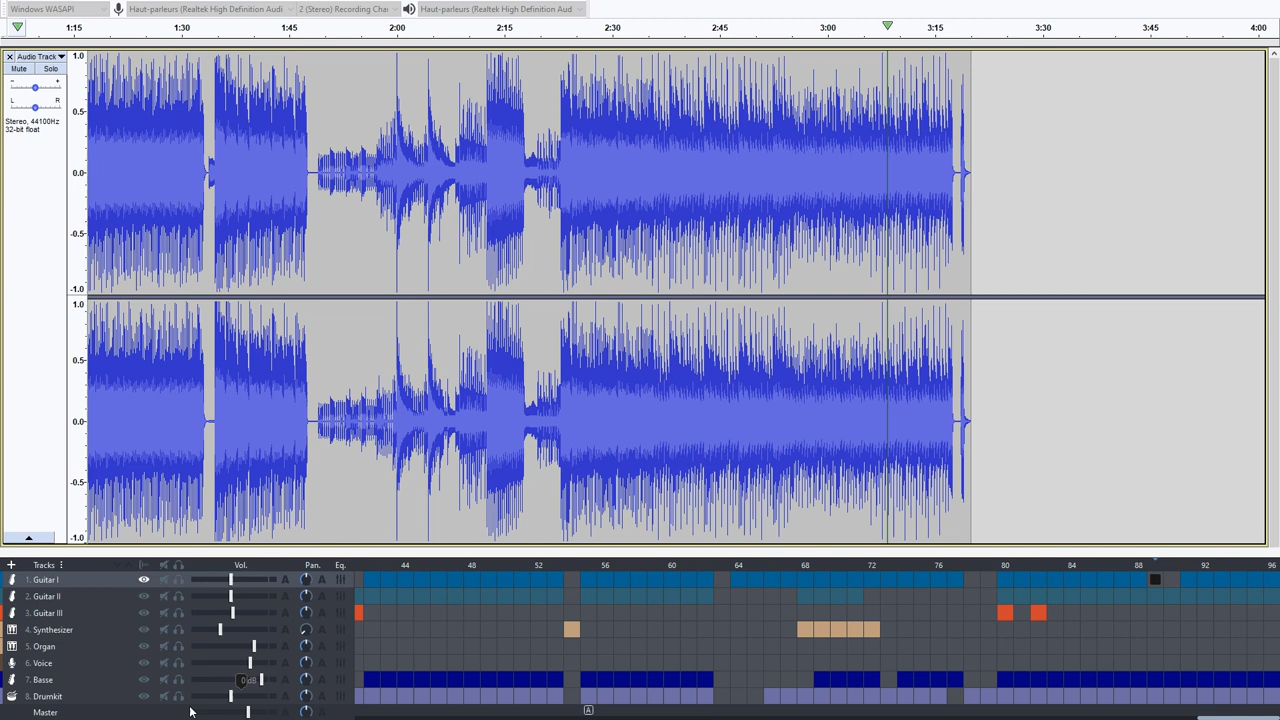 Windows WASAPI Haut-parleurs (Realtek High Definition Audi 2 (Stereo) Recording Char Haut-parleurs (Realtek High Definition Aud
1:15 1:30 1:45 2:00 2:15 2:30 2:45 3:00 3:15 3:30 3:45 4:00
Audio Track
Mute Solo
- +
L R
Stereo, 44100Hz
32-bit float
1.0
0.5
0.0
-0.5
-1.0
1.0
0.5
0.0
-0.5
-1.0
Tracks Vol. Pan. Eq. 44 48 52 56 60 64 68 72 76 80 84 88 92 96
1. Guitar I
2. Guitar II
3. Guitar III
4. Synthesizer
5. Organ
6. Voice
7. Basse 0 dB
8. Drumkit
Master A